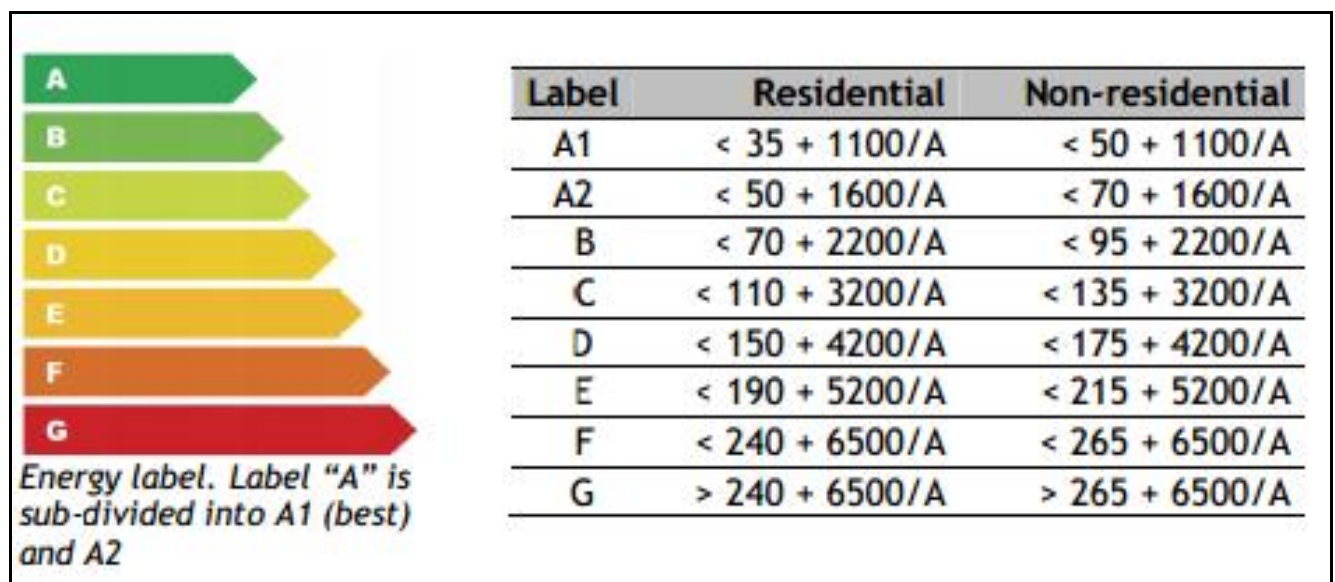 A
B
C
D
E
F
G
Energy label. Label “A” is
sub-divided into A1 (best)
and A2
Label Residential Non-residential
A1 < 35 + 1100/A < 50 + 1100/A
A2 < 50 + 1600/A < 70 + 1600/A
B < 70 + 2200/A < 95 + 2200/A
C < 110 + 3200/A < 135 + 3200/A
D < 150 + 4200/A < 175 + 4200/A
E < 190 + 5200/A < 215 + 5200/A
F < 240 + 6500/A < 265 + 6500/A
G > 240 + 6500/A > 265 + 6500/A